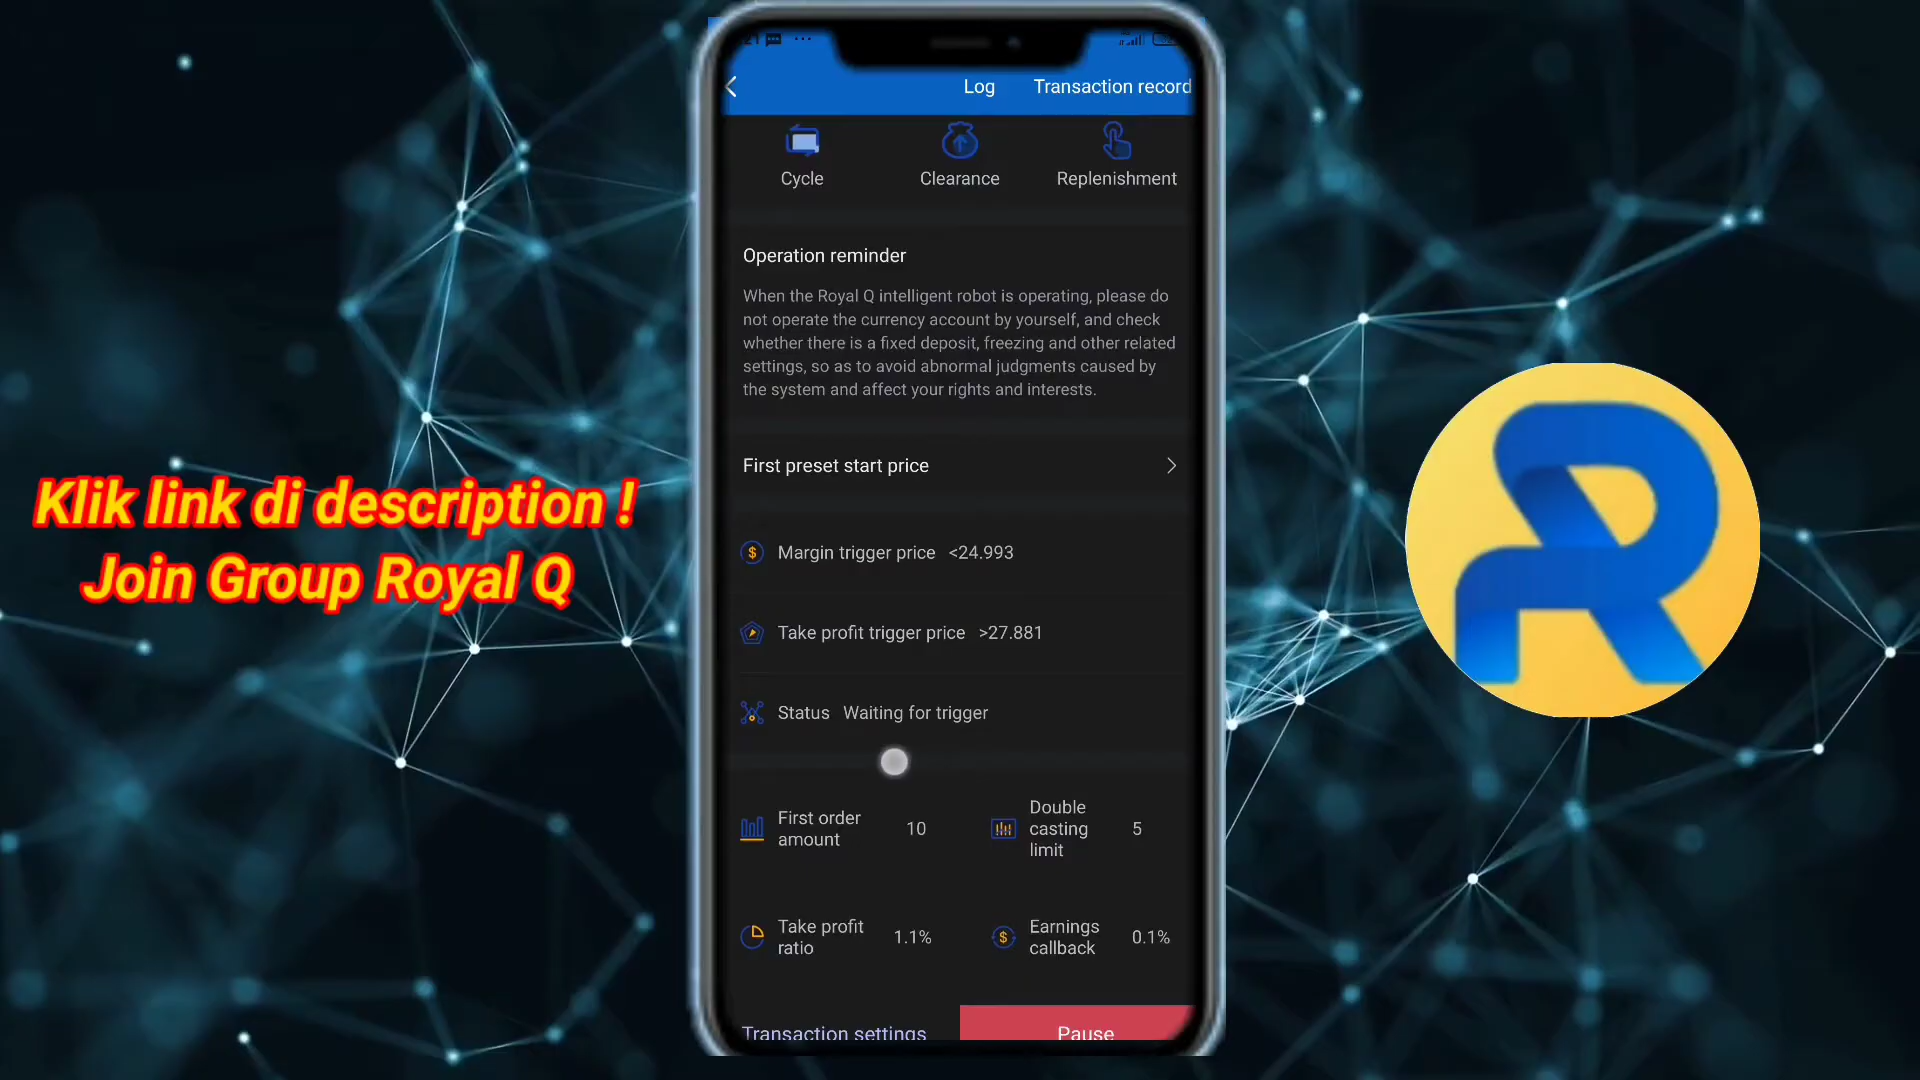 Log
Transaction record
Cycle
Clearance
Replenishment
Operation reminder
When the Royal Q intelligent robot is operating, please do
not operate the currency account by yourself, and check
whether there is a fixed deposit, freezing and other related
settings, so as to avoid abnormal judgments caused by
the system and affect your rights and interests.
First preset start price
Margin trigger price <24.993
Take profit trigger price >27.881
Status Waiting for trigger
First order
amount
10
Double
casting
limit
5
Take profit
ratio
1.1%
Earnings
callback
0.1%
Transaction settings
Pause
Klik link di description !
Join Group Royal Q